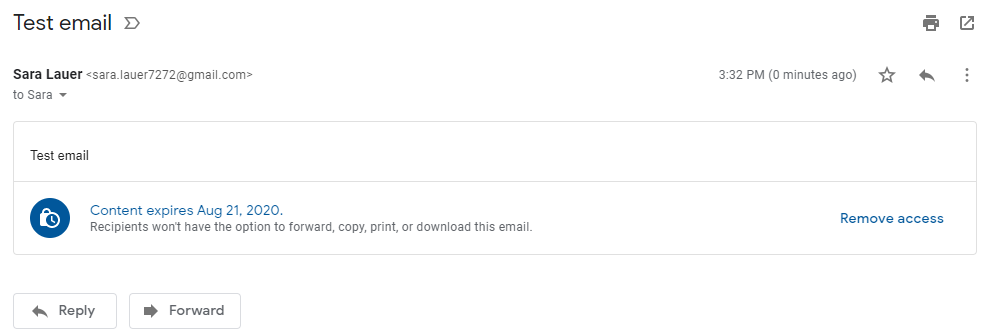 Test email
Sara Lauer <sara.lauer7272@gmail.com>
3:32 PM (0 minutes ago)
to Sara
Test email
Content expires Aug 21, 2020.
Recipients won't have the option to forward, copy, print, or download this email.
Remove access
Reply
Forward